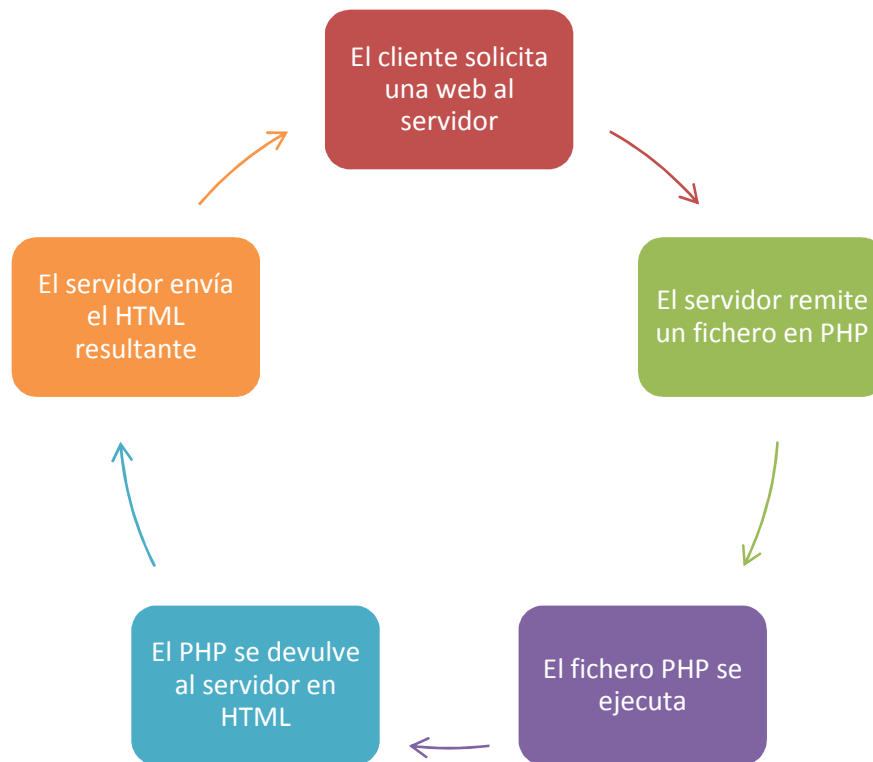 El cliente solicita
una web al
servidor
El servidor remite
un fichero en PHP
El fichero PHP se
ejecuta
El PHP se devulve
al servidor en
HTML
El servidor envía
el HTML
resultante